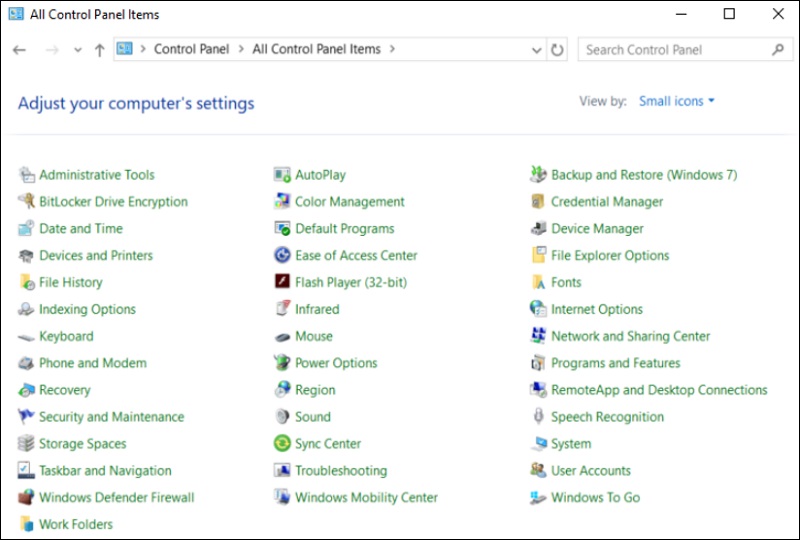 All Control Panel Items
Control Panel > All Control Panel Items >
Search Control Panel
Adjust your computer's settings
View by: Small icons
Administrative Tools AutoPlay Backup and Restore (Windows 7)
BitLocker Drive Encryption Color Management Credential Manager
Date and Time Default Programs Device Manager
Devices and Printers Ease of Access Center File Explorer Options
File History Flash Player (32-bit) Fonts
Indexing Options Infrared Internet Options
Keyboard Mouse Network and Sharing Center
Phone and Modem Power Options Programs and Features
Recovery Region RemoteApp and Desktop Connections
Security and Maintenance Sound Speech Recognition
Storage Spaces Sync Center System
Taskbar and Navigation Troubleshooting User Accounts
Windows Defender Firewall Windows Mobility Center Windows To Go
Work Folders